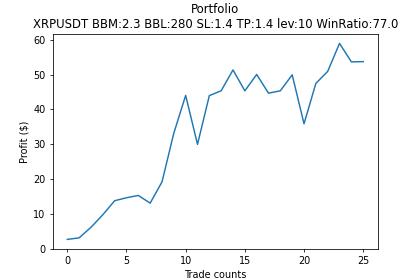 Portfolio
XRPUSDT BBM:2.3 BBL:280 SL:1.4 TP:1.4 lev:10 WinRatio:77.0
60
50
40
30
20
10
0
Profit ($)
0 5 10 15 20 25
Trade counts